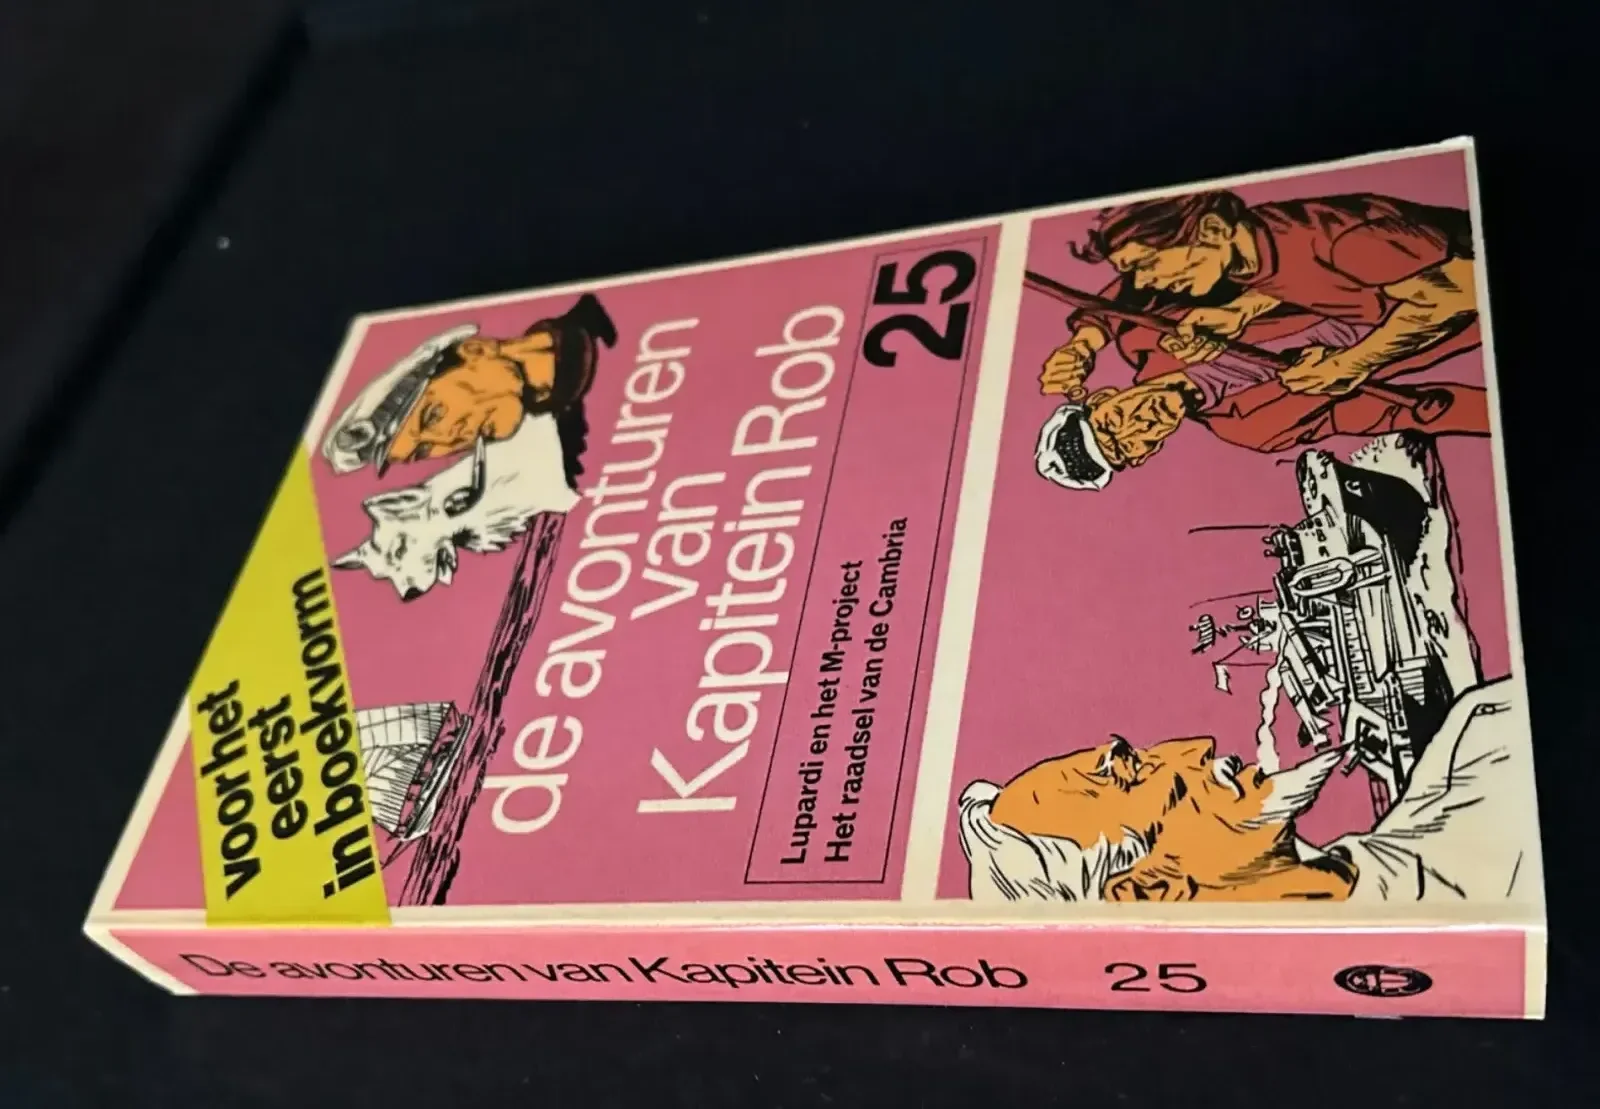 voor het
eerst
in boekvorm
de avonturen
van
Kapitein Rob
Lupardi en het M-project
Het raadsel van de Cambria
25
De avonturen van Kapitein Rob 25